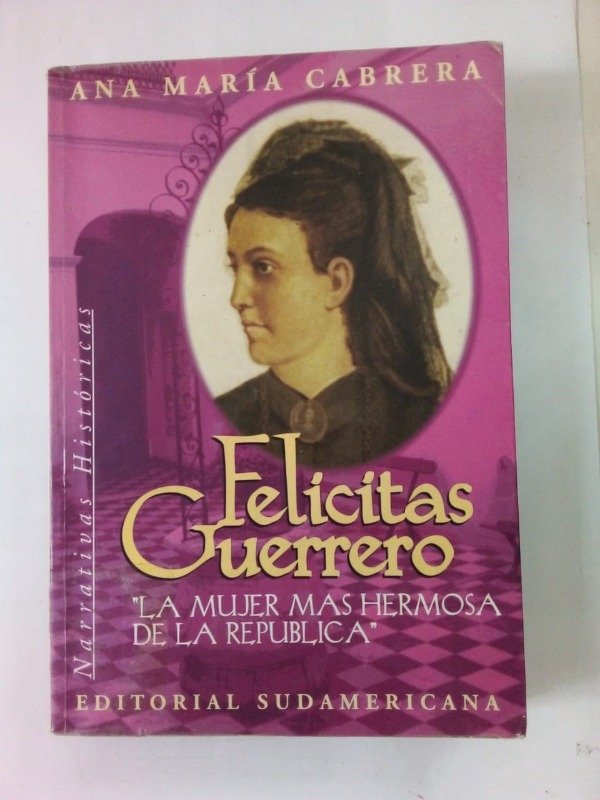 ANA MARÍA CABRERA
Narrativas Históricas
Felicitas
Guerrero
"LA MUJER MAS HERMOSA
DE LA REPUBLICA"
EDITORIAL SUDAMERICANA